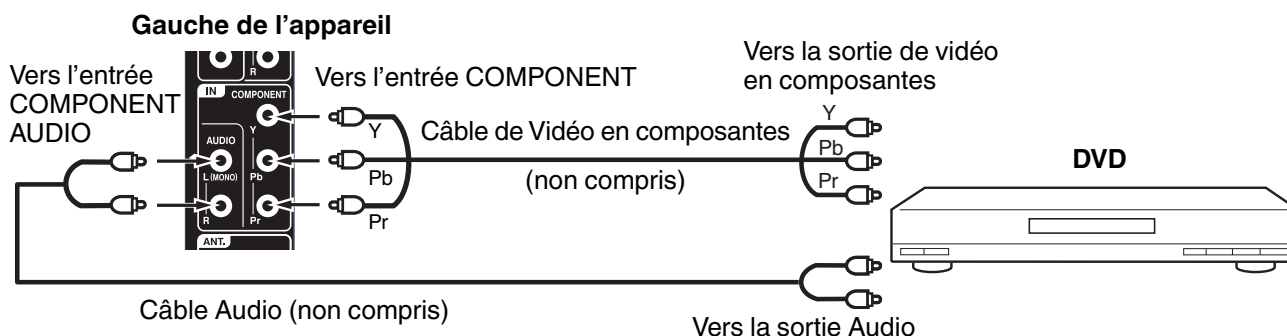 Gauche de l'appareil
Vers l'entrée
COMPONENT
AUDIO
Vers l'entrée COMPONENT
Vers la sortie de vidéo
en composantes
R
IN
COMPONENT
Y
AUDIO
L (MONO)
Pb
R
Pr
ANT.
Y
Pb
Pr
Câble de Vidéo en composantes
(non compris)
Y
Pb
Pr
DVD
Câble Audio (non compris)
Vers la sortie Audio